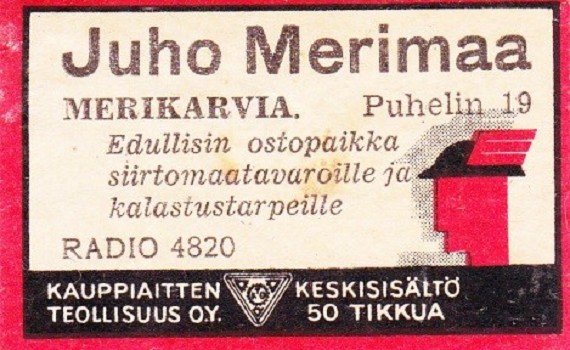 Juho Merimaa
MERIKARVIA. Puhelin 19
Edullisin ostopaikka
siirtomaatavaroille ja
kalastustarpeille
RADIO 4820
KAUPPIAITTEN KESKISISÄLTÖ
TEOLLISUUS O.Y. 50 TIKKUA